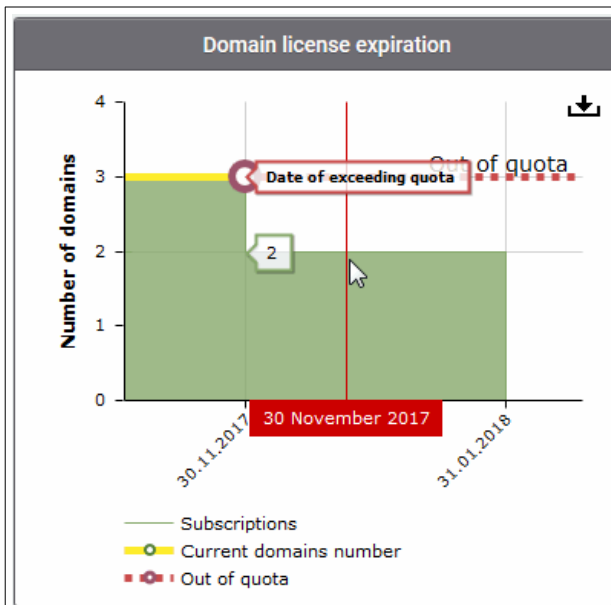 Domain license expiration
4
3
2
1
0
Number of domains
Out of quota
Date of exceeding quota
2
30 November 2017
30.11.2017
31.01.2018
Subscriptions
Current domains number
Out of quota